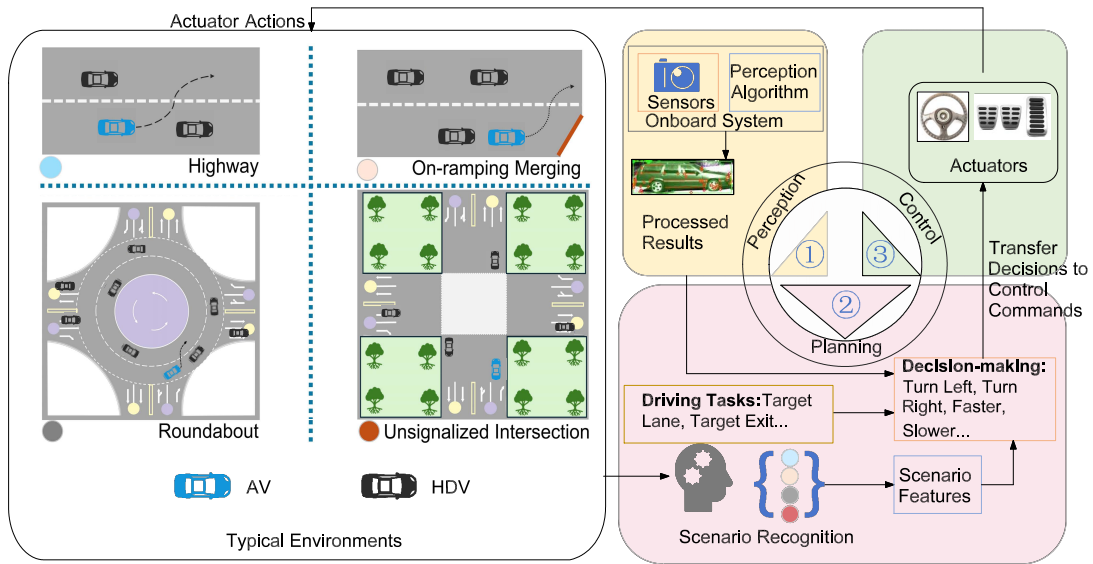 Actuator Actions
Highway
On-ramping Merging
Roundabout
Unsignalized Intersection
AV
HDV
Typical Environments
Sensors
Perception
Algorithm
Onboard System
Processed
Results
Perception
Control
Planning
①
③
②
Actuators
Transfer
Decisions to
Control
Commands
Driving Tasks:Target
Lane, Target Exit...
Decision-making:
Turn Left, Turn
Right, Faster,
Slower...
Scenario
Features
Scenario Recognition